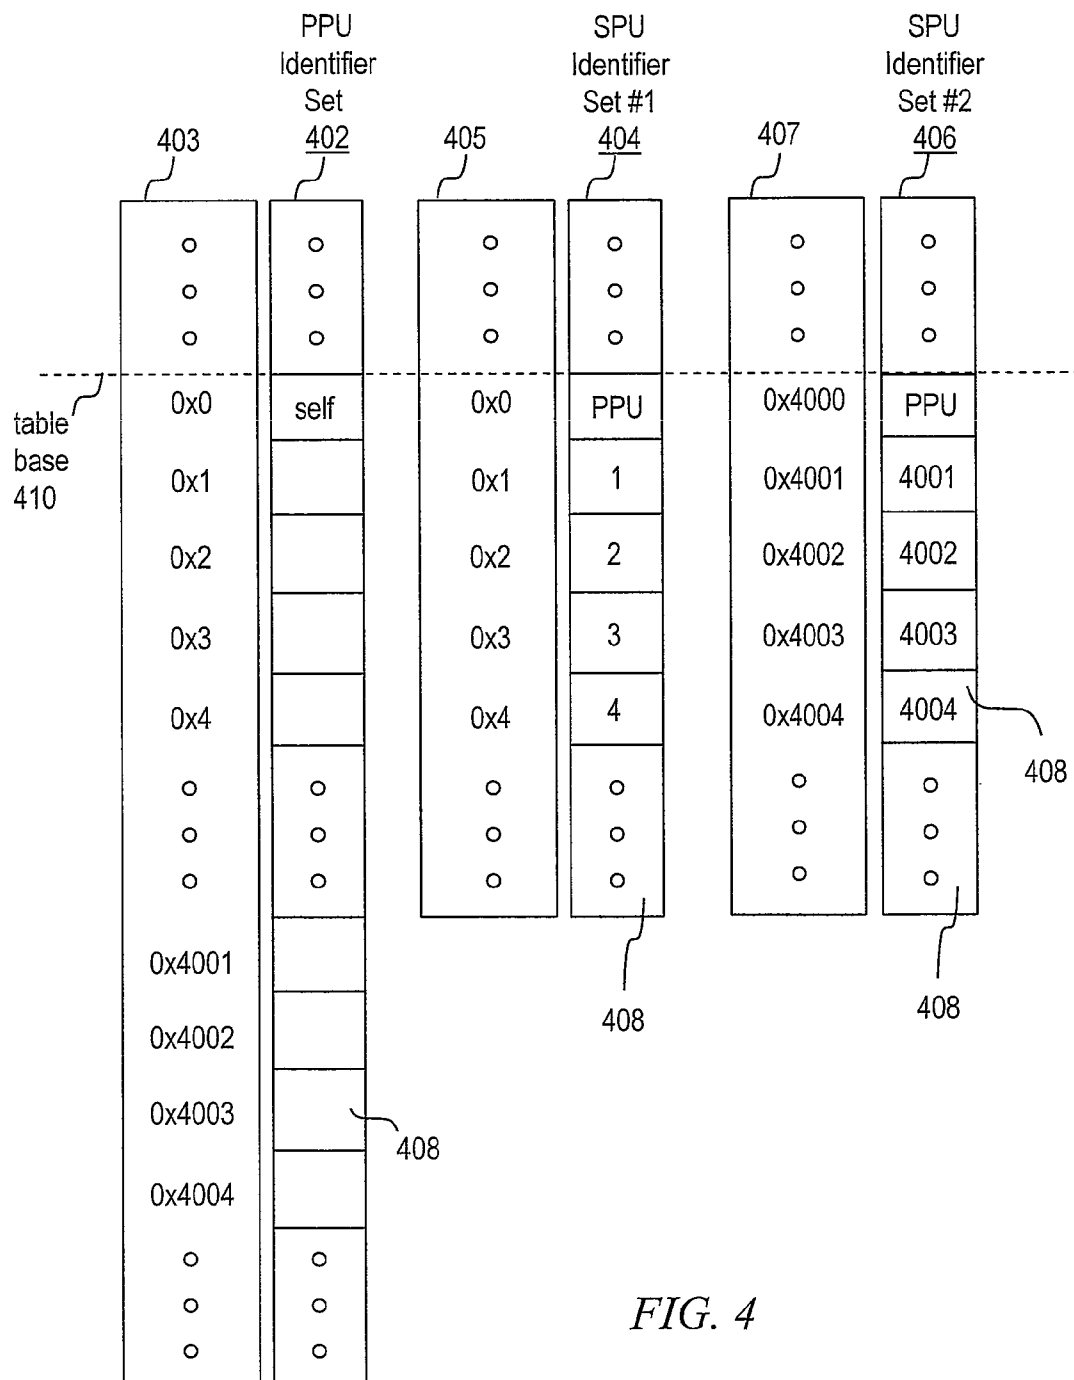 PPU
Identifier
Set
402
SPU
Identifier
Set #1
404
SPU
Identifier
Set #2
406
403
405
407
table
base
410
0x0
self
0x0
PPU
0x4000
PPU
0x1
0x1
1
0x4001
4001
0x2
0x2
2
0x4002
4002
0x3
0x3
3
0x4003
4003
0x4
0x4
4
0x4004
4004
408
408
408
0x4001
0x4002
0x4003
408
0x4004
FIG. 4